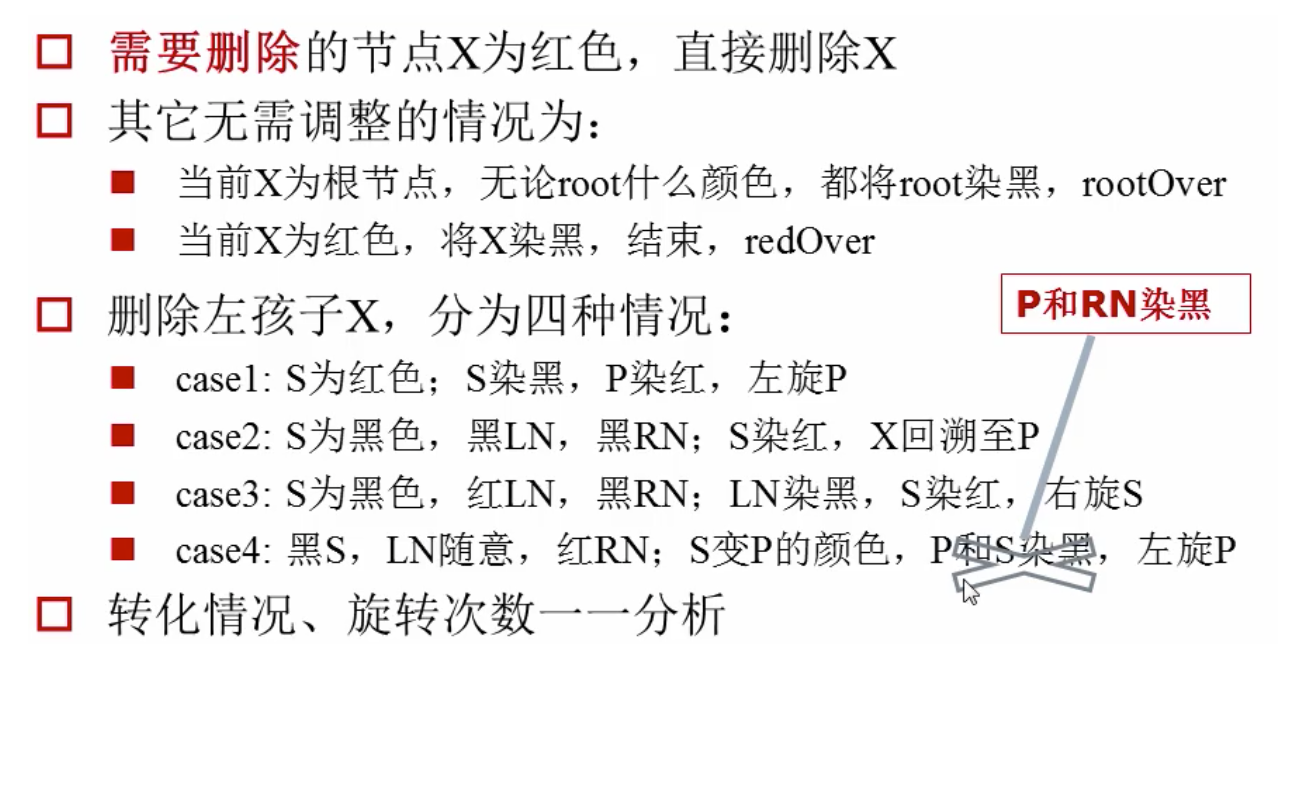 需要删除的节点X为红色，直接删除X
其它无需调整的情况为：
当前X为根节点，无论root什么颜色，都将root染黑，rootOver
当前X为红色，将X染黑，结束，redOver
删除左孩子X，分为四种情况：
P和RN染黑
case1: S为红色；S染黑，P染红，左旋P
case2: S为黑色，黑LN，黑RN；S染红，X回溯至P
case3: S为黑色，红LN，黑RN；LN染黑，S染红，右旋S
case4: 黑S，LN随意，红RN；S变P的颜色，P和S染黑，左旋P
转化情况、旋转次数一一分析